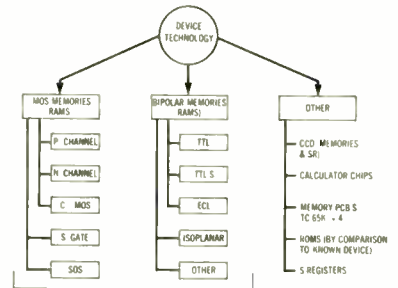 DEVICE
TECHNOLOGY
MOS MEMORIES
RAMS
P CHANNEL
N CHANNEL
C MOS
S GATE
SOS
BIPOLAR MEMORIES
RAMS)
TTL
TTL S
ECL
ISOPLANAR
OTHER
OTHER
CCD MEMORIES
& SR)
CALCULATOR CHIPS
MEMORY PCB S
TC 65K 4
ROMS (BY COMPARISON
TO KNOWN DEVICE)
S REGISTERS